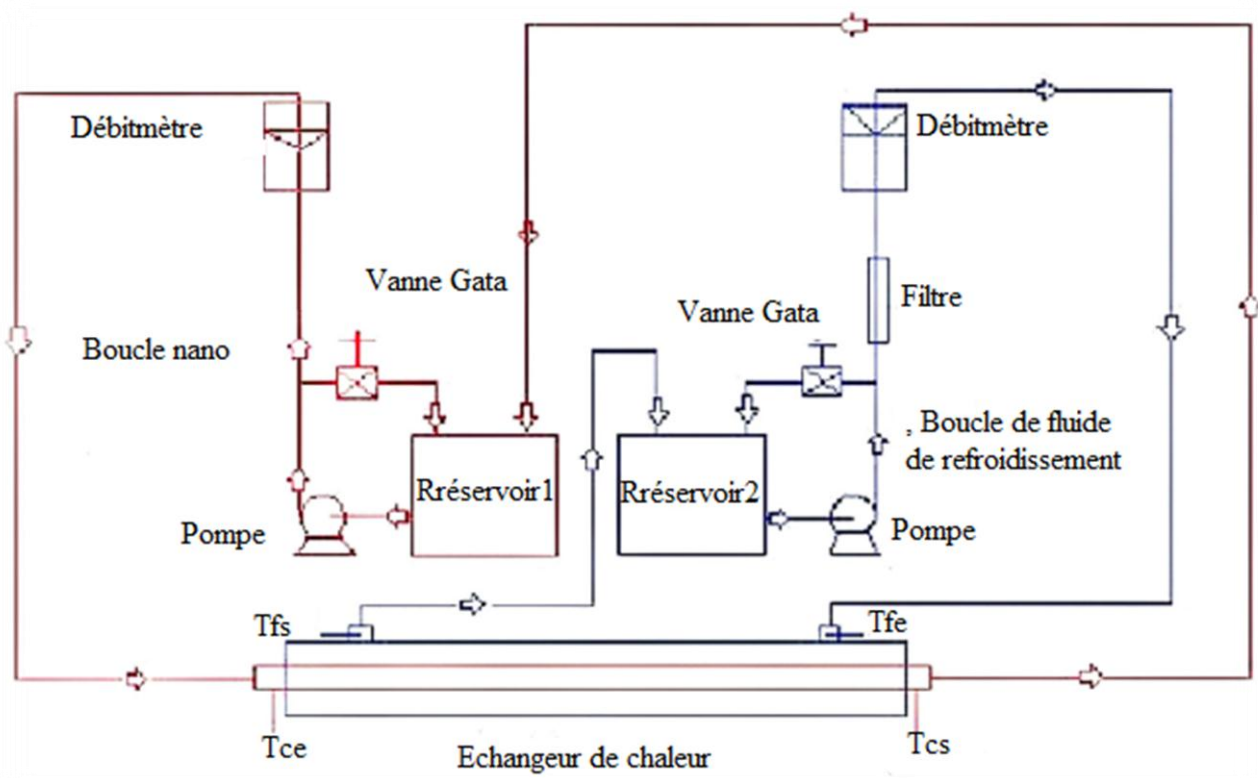 Débitmètre
Débitmètre
Vanne Gata
Filtre
Vanne Gata
Boucle nano
, Boucle de fluide
de refroidissement
Rréservoir1
Rréservoir2
Pompe
Pompe
Tfs
Tfe
Tce
Tcs
Echangeur de chaleur